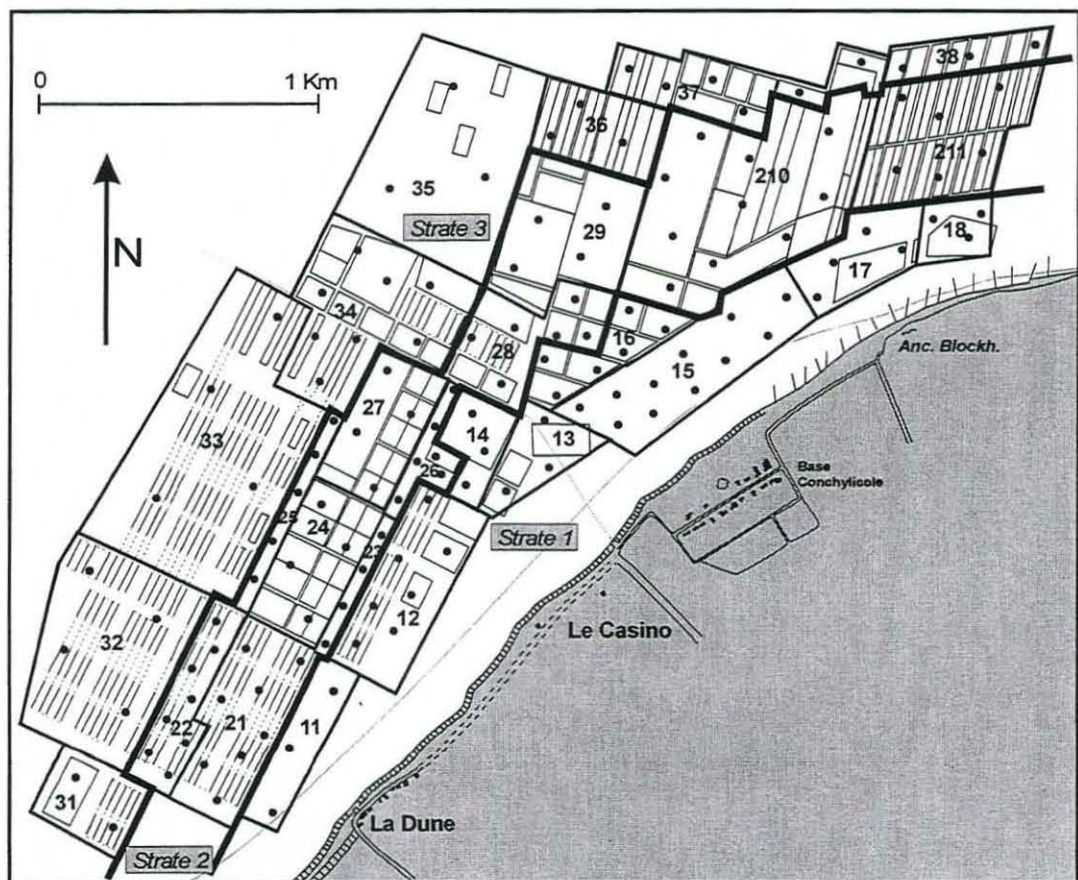 0 1 Km
N
38
37
36
35
211
210
Strate 3
29
18
17
34
16
28
15
Anc. Blockh.
27
33
14
13
26
Base
Conchylicole
25
24
23
Strate 1
12
32
Le Casino
22
21
11
31
La Dune
Strate 2